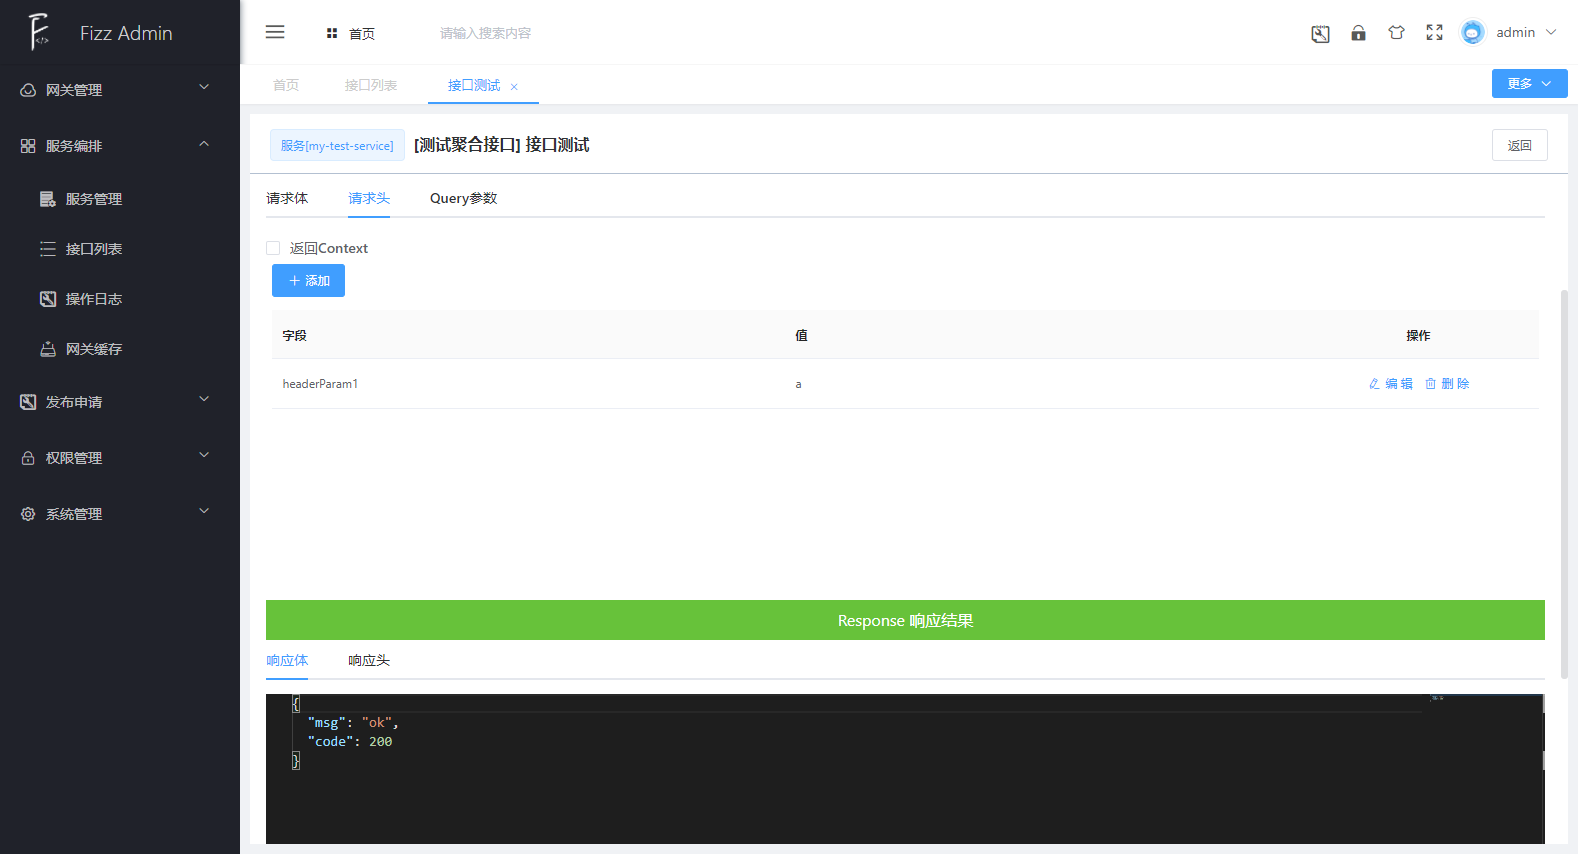 Fizz Admin
首页
请输入搜索内容
admin
网关管理
服务编排
服务管理
接口列表
操作日志
网关缓存
发布申请
权限管理
系统管理
首页
接口列表
接口测试
更多
服务[my-test-service]
[测试聚合接口] 接口测试
返回
请求体
请求头
Query参数
返回Context
添加
字段
值
操作
headerParam1
a
编 辑
删 除
Response 响应结果
响应体
响应头
{
"msg": "ok",
"code": 200
}